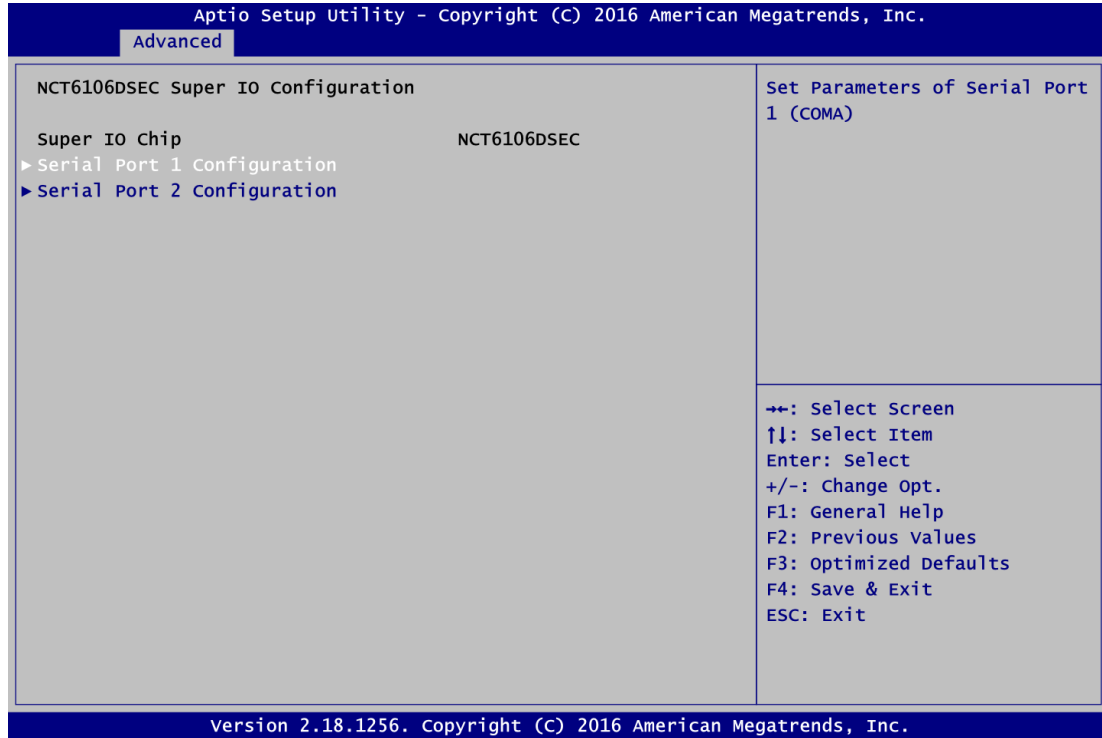 Aptio Setup Utility - Copyright (C) 2016 American Megatrends, Inc.
Advanced
NCT6106DSEC Super IO Configuration
Super IO Chip NCT6106DSEC
►Serial Port 1 Configuration
►Serial Port 2 Configuration
Set Parameters of Serial Port
1 (COMA)
→←: Select Screen
↑↓: Select Item
Enter: Select
+/-: Change Opt.
F1: General Help
F2: Previous Values
F3: Optimized Defaults
F4: Save & Exit
ESC: Exit
Version 2.18.1256. Copyright (C) 2016 American Megatrends, Inc.